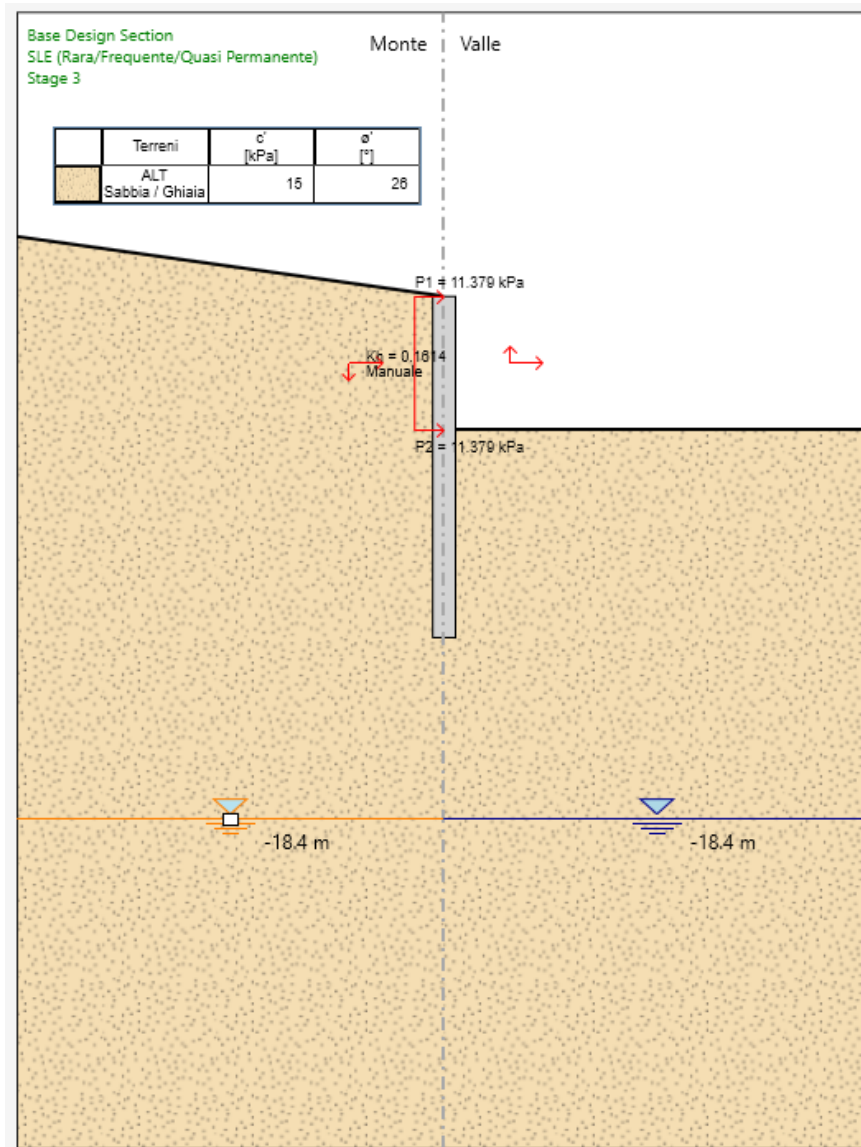 Base Design Section
SLE (Rara/Frequente/Quasi Permanente)
Stage 3
Monte
Valle
Terreni
c'
[kPa]
ø'
[°]
ALT
Sabbia / Ghiaia
15
26
P1 = 11.379 kPa
Kh = 0.1614
Manuale
P2 = 11.379 kPa
-18.4 m
-18.4 m